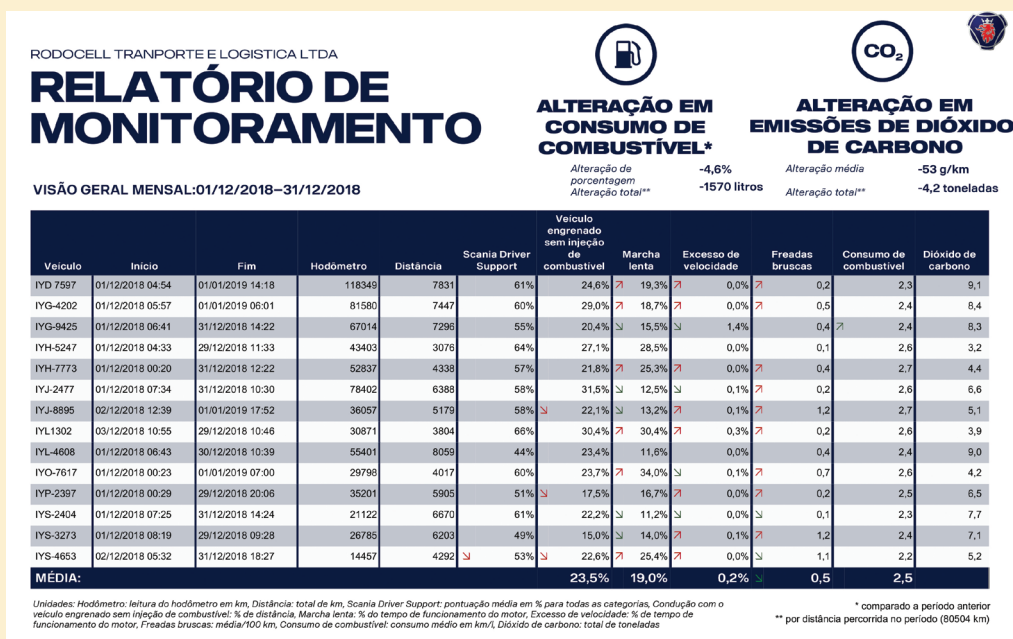 RODOCELL TRANPORTE E LOGISTICA LTDA
RELATÓRIO DE
MONITORAMENTO
VISÃO GERAL MENSAL:01/12/2018–31/12/2018
ALTERAÇÃO EM
CONSUMO DE
COMBUSTÍVEL*
Alteração de porcentagem -4,6%
Alteração total** -1570 litros
CO₂
ALTERAÇÃO EM
EMISSÕES DE DIÓXIDO
DE CARBONO
Alteração média -53 g/km
Alteração total** -4,2 toneladas
Veículo Início Fim Hodômetro Distância Scania Driver Support Veículo engrenado sem injeção de combustível Marcha lenta Excesso de velocidade Freadas bruscas Consumo de combustível Dióxido de carbono
IYD 7597 01/12/2018 04:54 01/01/2019 14:18 118349 7831 61% 24,6% 19,3% 0,0% 0,2 2,3 9,1
IYG-4202 01/12/2018 05:57 01/01/2019 06:01 81580 7447 60% 29,0% 18,7% 0,0% 0,5 2,4 8,4
IYG-9425 01/12/2018 06:41 31/12/2018 14:22 67014 7296 55% 20,4% 15,5% 1,4% 0,4 2,4 8,3
IYH-5247 01/12/2018 04:33 29/12/2018 11:33 43403 3076 64% 27,1% 28,5% 0,0% 0,1 2,6 3,2
IYH-7773 01/12/2018 00:20 31/12/2018 12:22 52837 4338 57% 21,8% 25,3% 0,0% 0,4 2,7 4,4
IYJ-2477 01/12/2018 07:34 31/12/2018 10:30 78402 6388 58% 31,5% 12,5% 0,1% 0,2 2,6 6,6
IYJ-8895 02/12/2018 12:39 01/01/2019 17:52 36057 5179 58% 22,1% 13,2% 0,1% 1,2 2,7 5,1
IYL1302 03/12/2018 10:55 29/12/2018 10:46 30871 3804 66% 30,4% 30,4% 0,3% 0,2 2,6 3,9
IYL-4608 01/12/2018 06:43 30/12/2018 10:39 55401 8059 44% 23,4% 11,6% 0,0% 0,4 2,4 9,0
IYO-7617 01/12/2018 00:23 01/01/2019 07:00 29798 4017 60% 23,7% 34,0% 0,1% 0,7 2,6 4,2
IYP-2397 01/12/2018 00:29 29/12/2018 20:06 35201 5905 51% 17,5% 16,7% 0,0% 0,2 2,5 6,5
IYS-2404 01/12/2018 07:25 31/12/2018 14:24 21122 6670 61% 22,2% 11,2% 0,0% 0,1 2,3 7,7
IYS-3273 01/12/2018 08:19 29/12/2018 09:28 26785 6203 49% 15,0% 14,0% 0,1% 1,2 2,4 7,1
IYS-4653 02/12/2018 05:32 31/12/2018 18:27 14457 4292 53% 22,6% 25,4% 0,0% 1,1 2,2 5,2
MÉDIA: 23,5% 19,0% 0,2% 0,5 2,5
Unidades: Hodômetro: leitura do hodômetro em km, Distância: total de km, Scania Driver Support: pontuação média em % para todas as categorias, Condução com o
veículo engrenado sem injeção de combustível: % de distância, Marcha lenta: % do tempo de funcionamento do motor, Excesso de velocidade: % de tempo de
funcionamento do motor, Freadas bruscas: média/100 km, Consumo de combustível: consumo médio em km/l, Dióxido de carbono: total de toneladas
* comparado a período anterior
** por distância percorrida no período (80504 km)